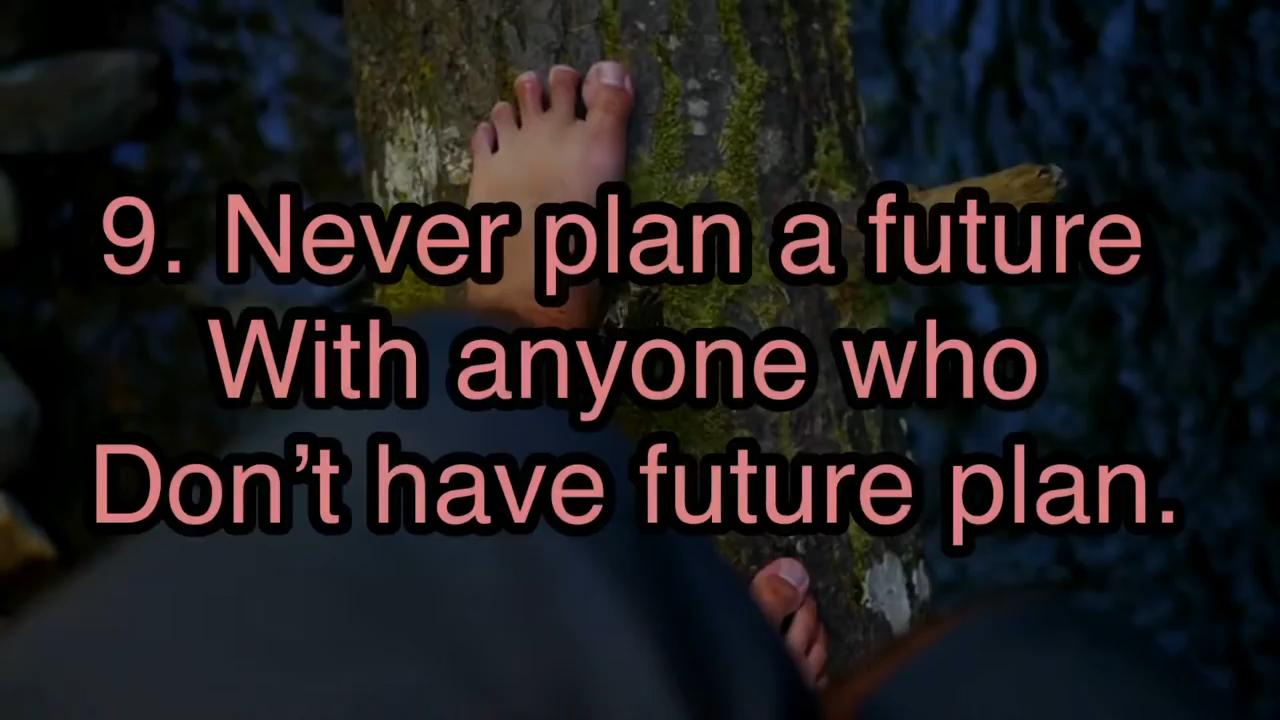 9. Never plan a future
With anyone who
Don’t have future plan.